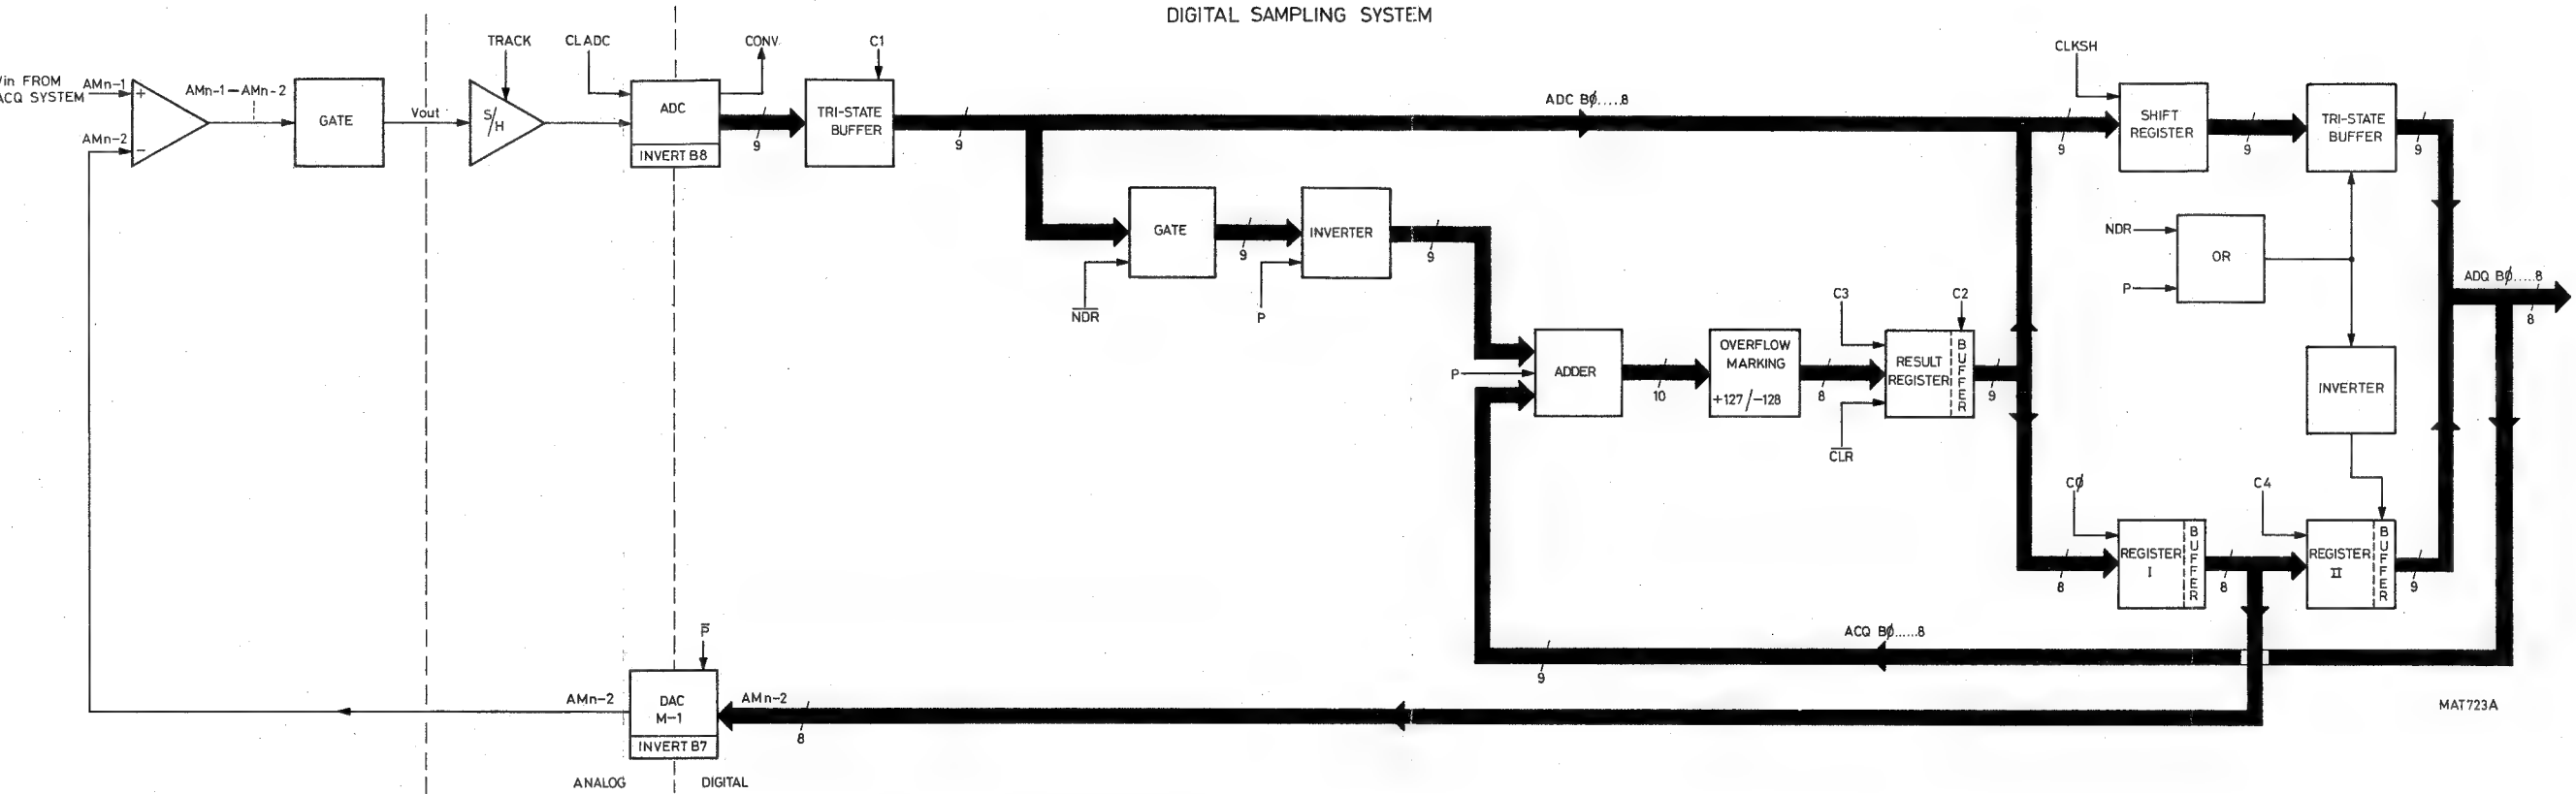 DIGITAL SAMPLING SYSTEM
in FROM
ACQ SYSTEM
AMn-1
+
AMn-2
−
AMn-1—AMn-2
GATE
Vout
TRACK
S/H
CLADC
CONV.
ADC
INVERT B8
9
C1
TRI-STATE
BUFFER
9
ADC BØ.....8
GATE
NDR
9
INVERTER
P
9
P
ADDER
10
OVERFLOW
MARKING
+127/−128
8
C3
C2
RESULT
REGISTER
BUFFER
CLR
9
CLKSH
9
SHIFT
REGISTER
9
TRI-STATE
BUFFER
9
NDR
P
OR
INVERTER
ADQ BØ.....8
8
CØ
8
REGISTER
I
BUFFER
8
C4
REGISTER
II
BUFFER
9
ACQ BØ......8
9
P
DAC
M-1
INVERT B7
AMn-2
AMn-2
8
MAT723A
ANALOG
DIGITAL